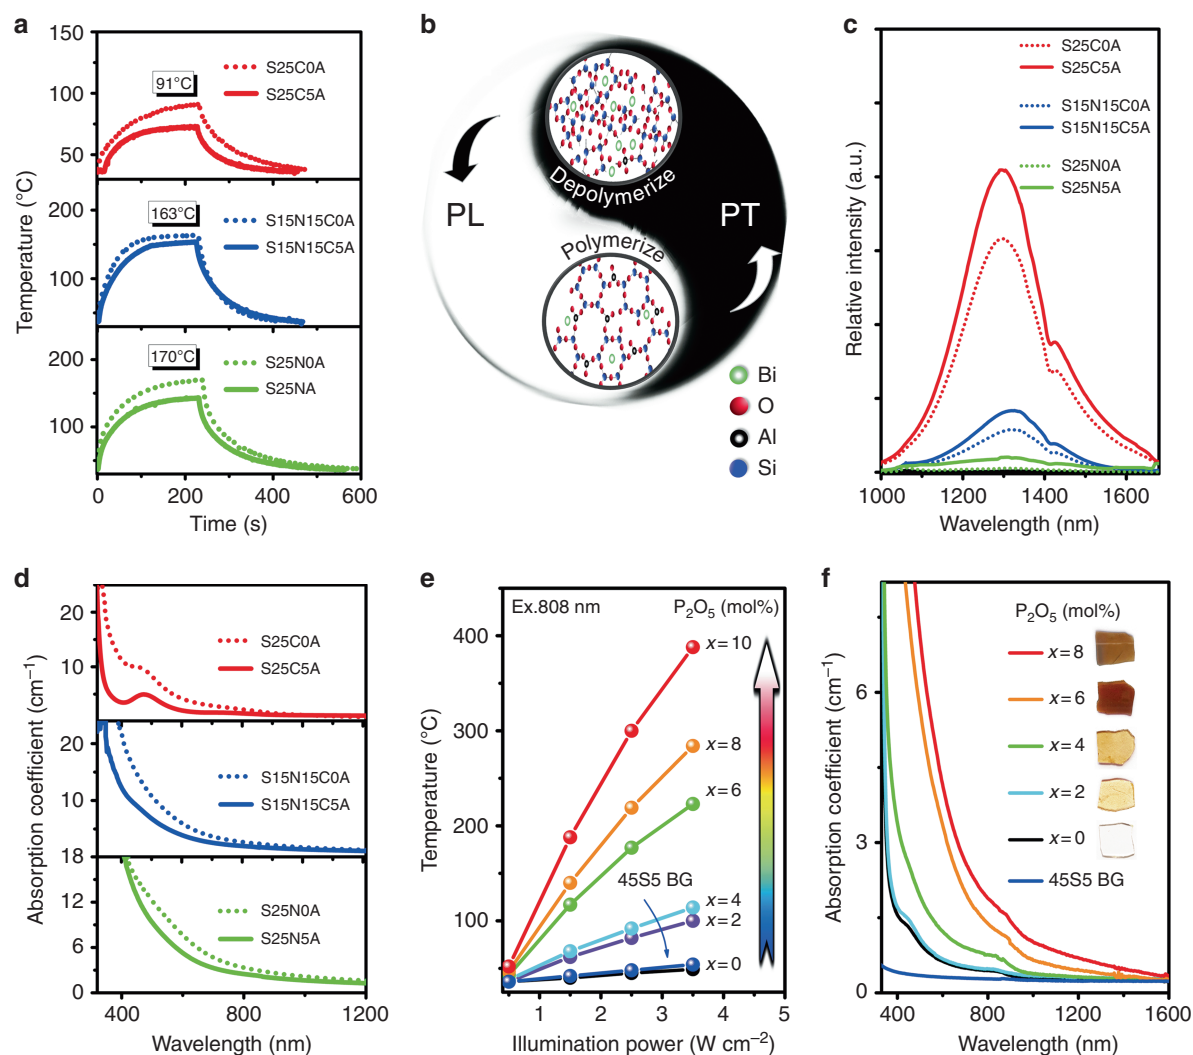 a
150
100
50
200
100
200
100
0
0
200
400
600
Temperature (°C)
Time (s)
S25C0A
S25C5A
91°C
S15N15C0A
S15N15C5A
163°C
S25N0A
S25NA
170°C
b
PL
PT
Depolymerize
Polymerize
Bi
O
Al
Si
c
S25C0A
S25C5A
S15N15C0A
S15N15C5A
S25N0A
S25N5A
Relative intensity (a.u.)
1000
1200
1400
1600
Wavelength (nm)
d
20
10
20
10
18
12
6
0
Absorption coefficient (cm⁻¹)
S25C0A
S25C5A
S15N15C0A
S15N15C5A
S25N0A
S25N5A
400
800
1200
Wavelength (nm)
e
Ex.808 nm
P₂O₅ (mol%)
400
300
200
100
Temperature (°C)
x=10
x=8
x=6
45S5 BG
x=4
x=2
x=0
1
2
3
4
5
Illumination power (W cm⁻²)
f
P₂O₅ (mol%)
x=8
x=6
x=4
x=2
x=0
45S5 BG
6
3
0
Absorption coefficient (cm⁻¹)
400
800
1200
1600
Wavelength (nm)